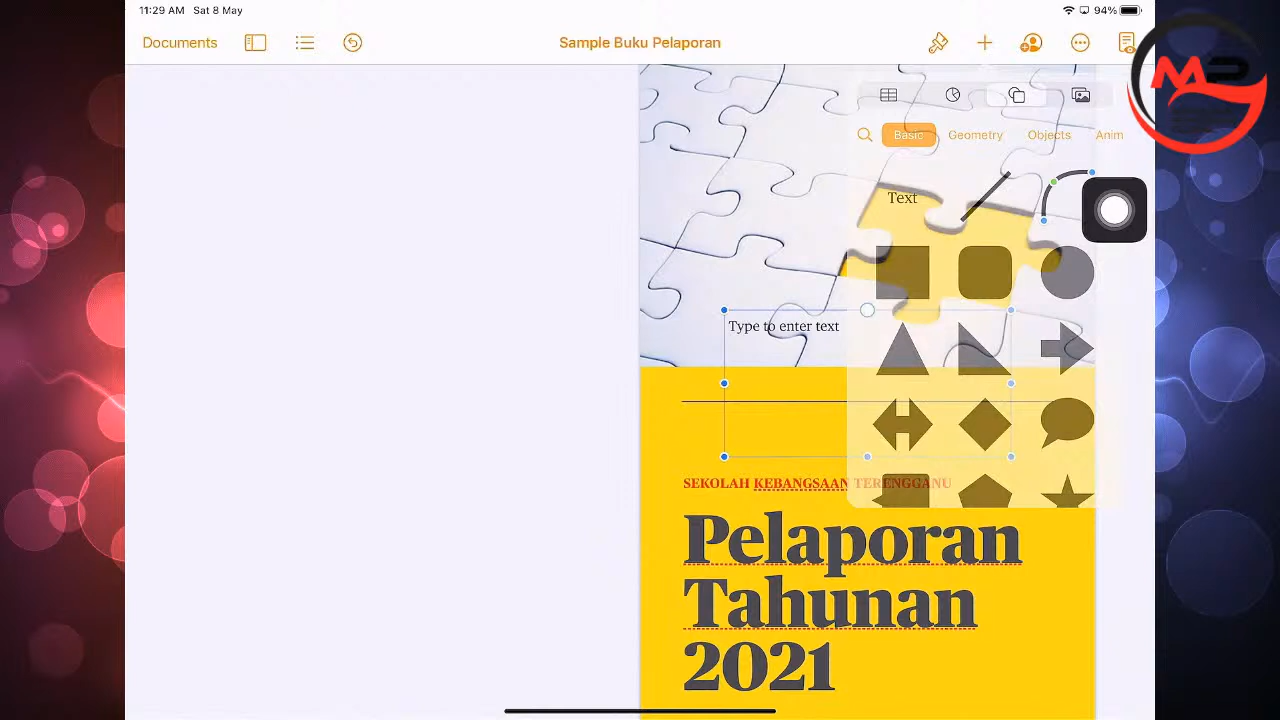 11:29 AM Sat 8 May
94%
Documents
Sample Buku Pelaporan
Basic Geometry Objects Anim
Text
Type to enter text
SEKOLAH KEBANGSAAN TERENGGANU
Pelaporan
Tahunan
2021